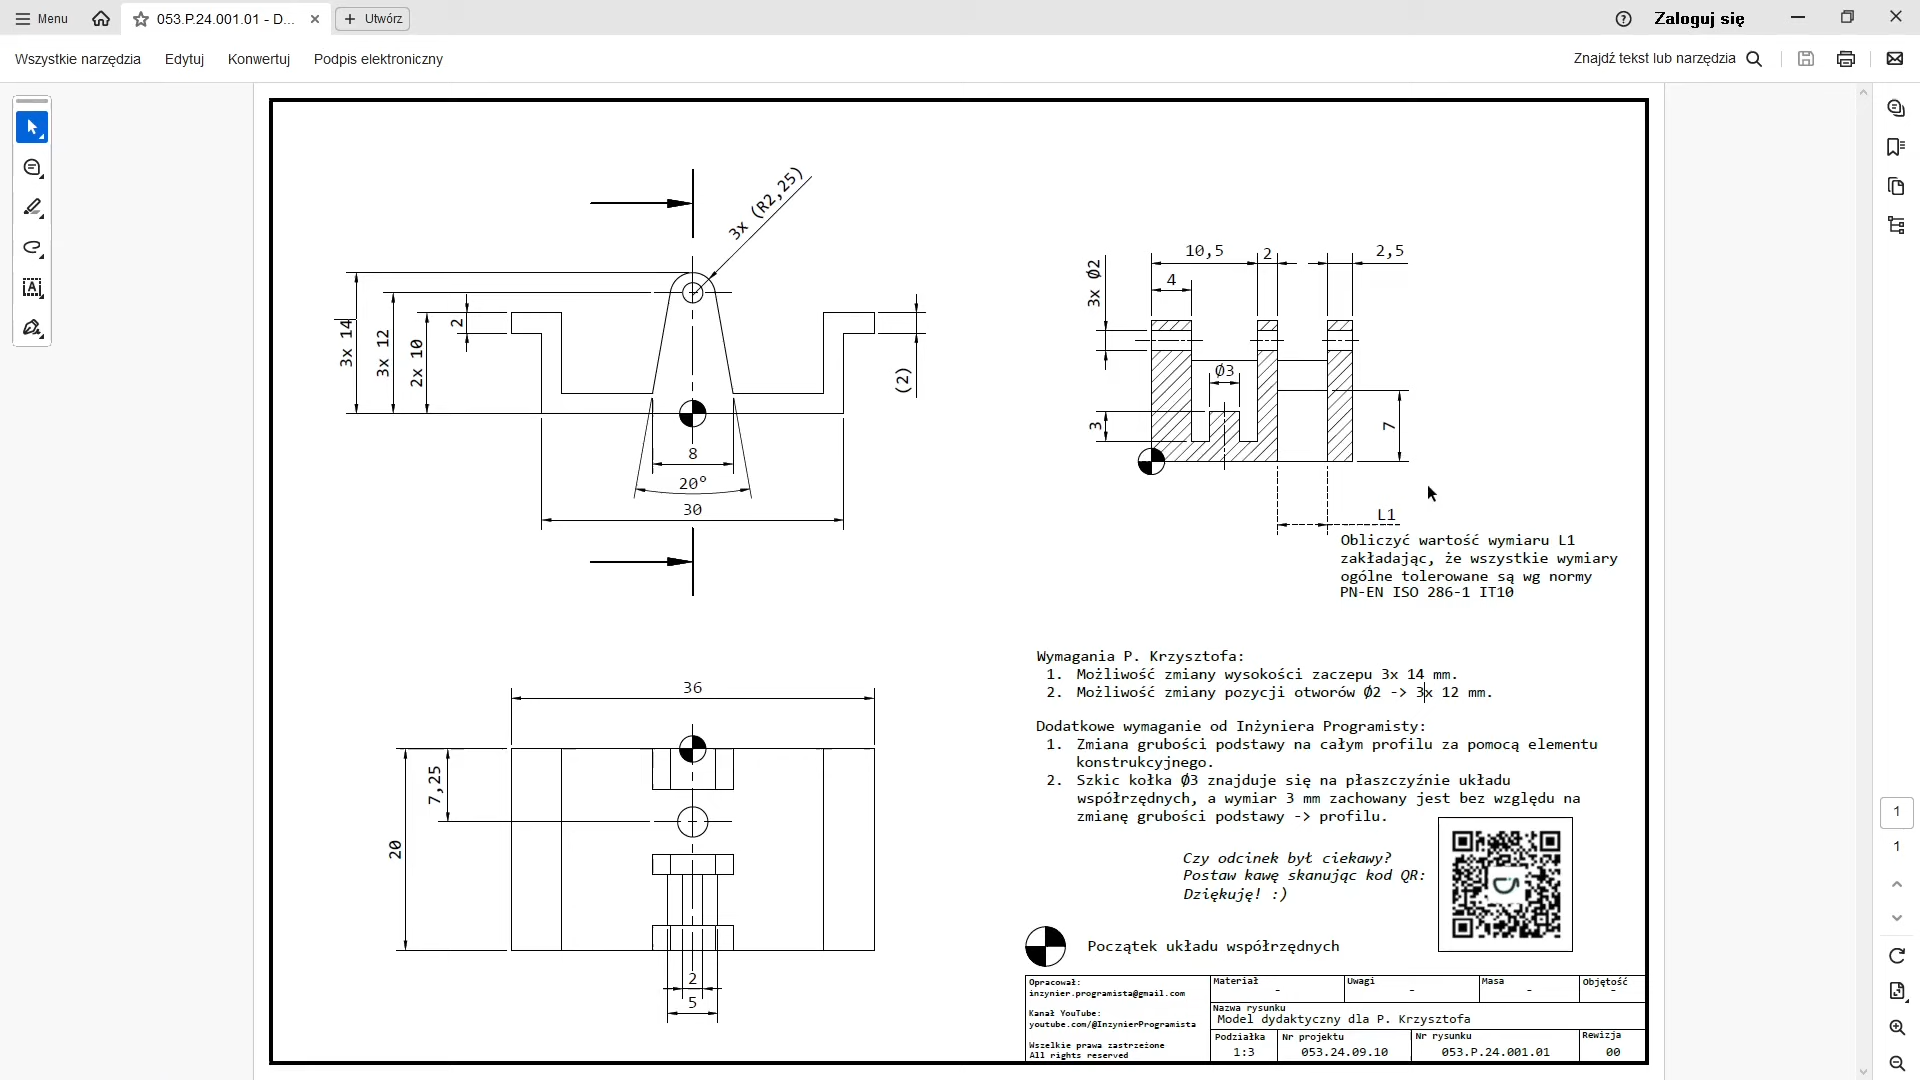 Menu
053.P.24.001.01 - D...
Utwórz
Zaloguj się
Wszystkie narzędzia
Edytuj
Konwertuj
Podpis elektroniczny
Znajdź tekst lub narzędzia
3x (R2,25)
3x 14
3x 12
2x 10
2
(2)
8
20°
30
3x Ø2
10,5
2
2,5
4
Ø3
3
7
L1
Obliczyć wartość wymiaru L1
zakładając, że wszystkie wymiary
ogólne tolerowane są wg normy
PN-EN ISO 286-1 IT10
Wymagania P. Krzysztofa:
1. Możliwość zmiany wysokości zaczepu 3x 14 mm.
2. Możliwość zmiany pozycji otworów Ø2 -> 3x 12 mm.
Dodatkowe wymaganie od Inżyniera Programisty:
1. Zmiana grubości podstawy na całym profilu za pomocą elementu
konstrukcyjnego.
2. Szkic kołka Ø3 znajduje się na płaszczyźnie układu
współrzędnych, a wymiar 3 mm zachowany jest bez względu na
zmianę grubości podstawy -> profilu.
36
7,25
20
2
5
Czy odcinek był ciekawy?
Postaw kawę skanując kod QR:
Dziękuję! :)
Początek układu współrzędnych
Opracował:
inzynier.programista@gmail.com
Kanał YouTube:
youtube.com/@InzynierProgramista
Wszelkie prawa zastrzeżone
All rights reserved
Materiał
-
Uwagi
-
Masa
-
Objętość
-
Nazwa rysunku
Model dydaktyczny dla P. Krzysztofa
Podziałka
1:3
Nr projektu
053.24.09.10
Nr rysunku
053.P.24.001.01
Rewizja
00
1
1